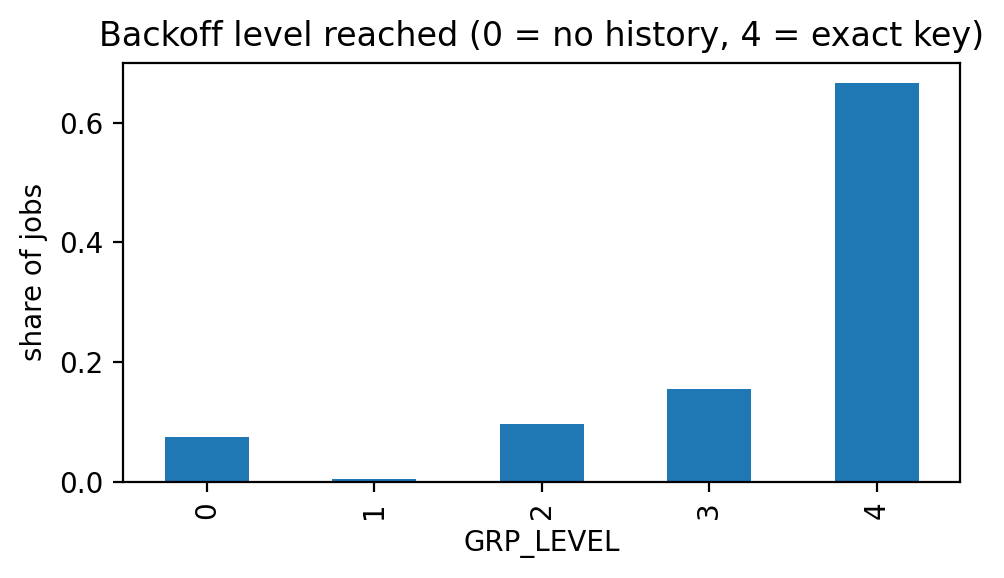 Backoff level reached (0 = no history, 4 = exact key)
share of jobs
0.6
0.4
0.2
0.0
0 1 2 3 4
GRP_LEVEL